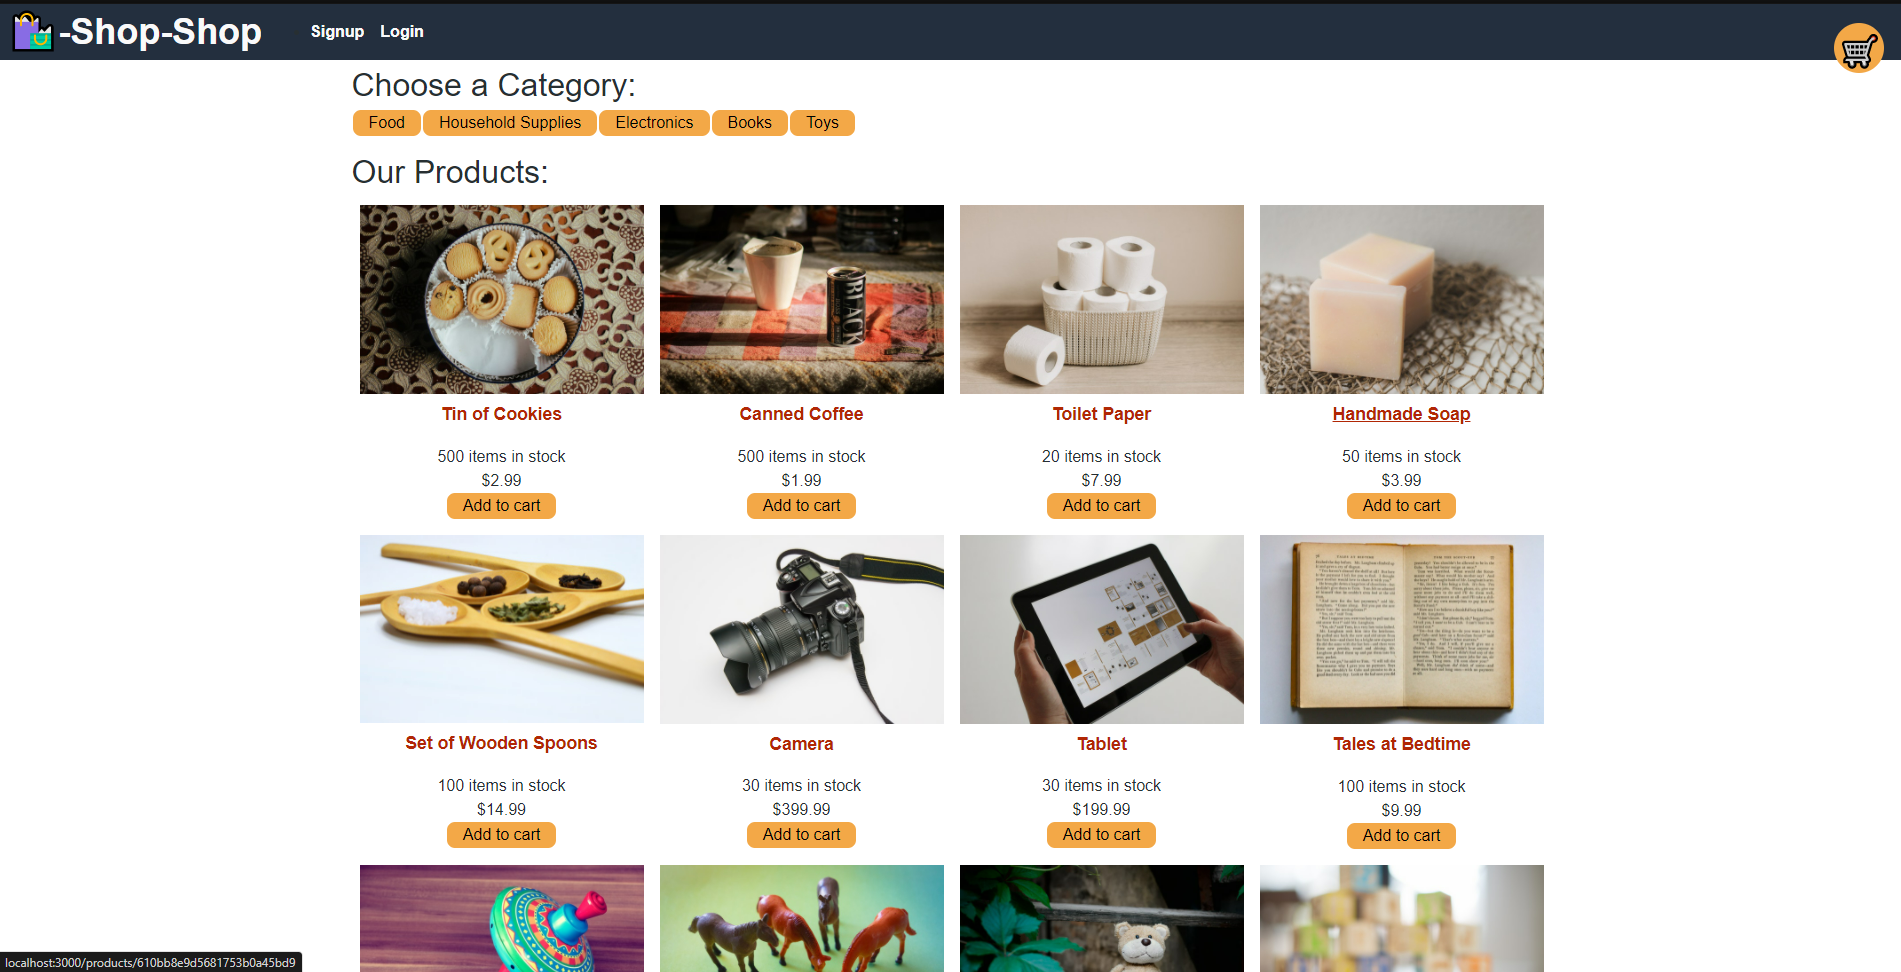 -Shop-Shop
Signup Login
Choose a Category:
Food Household Supplies Electronics Books Toys
Our Products:
BLACK
Tin of Cookies Canned Coffee Toilet Paper Handmade Soap
500 items in stock 500 items in stock 20 items in stock 50 items in stock
$2.99 $1.99 $7.99 $3.99
Add to cart Add to cart Add to cart Add to cart
Set of Wooden Spoons Camera Tablet Tales at Bedtime
100 items in stock 30 items in stock 30 items in stock 100 items in stock
$14.99 $399.99 $199.99 $9.99
Add to cart Add to cart Add to cart Add to cart
localhost:3000/products/610bb8e9d5681753b0a45bd9